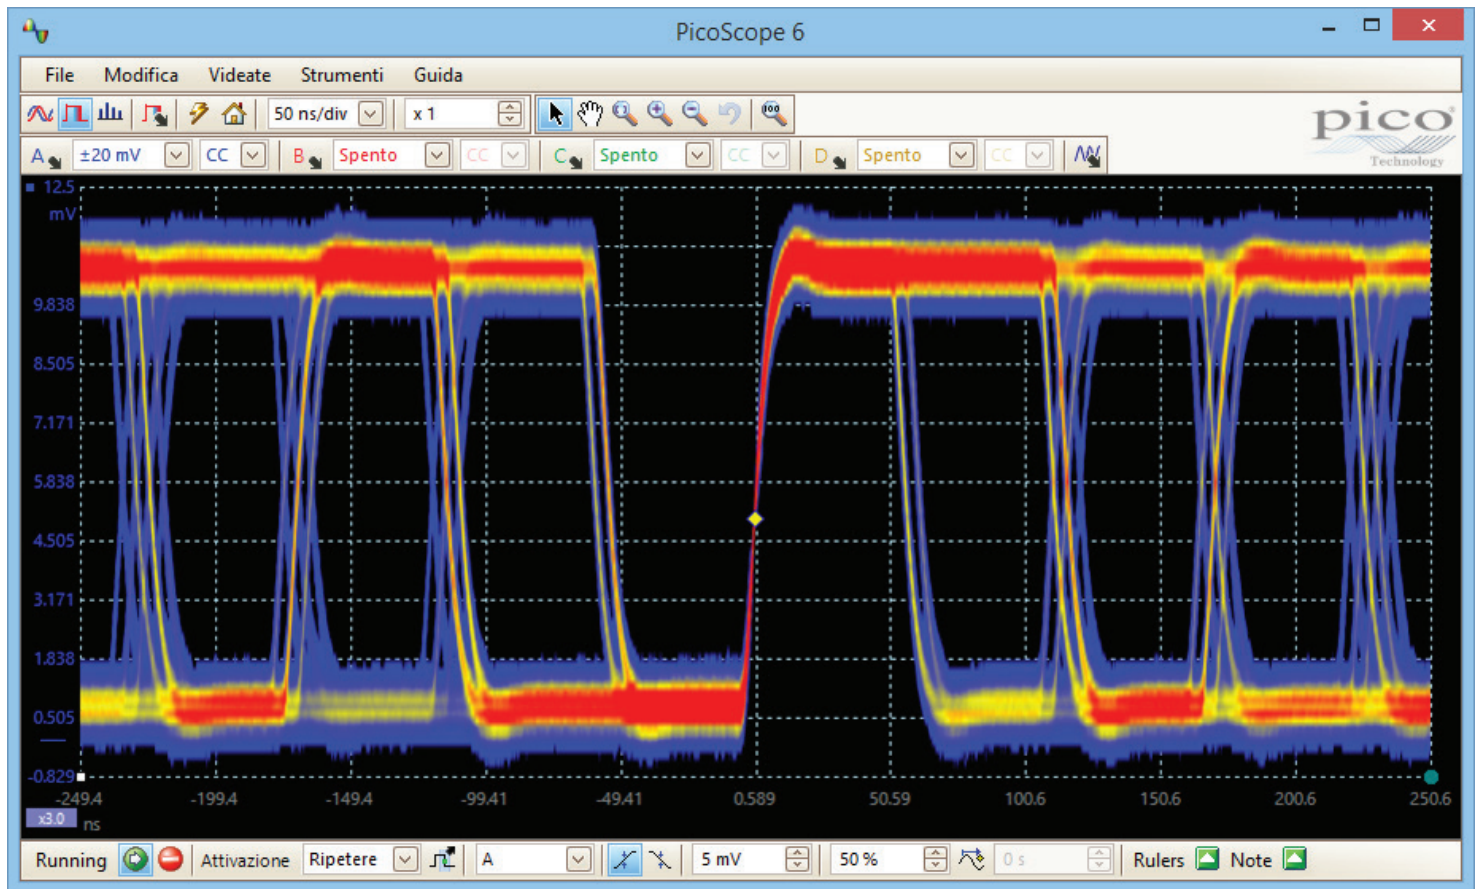 PicoScope 6
File Modifica Videate Strumenti Guida
50 ns/div x 1
pico
Technology
A ±20 mV CC B Spento CC C Spento CC D Spento CC
12.5
mV
9.838
8.505
7.171
5.838
4.505
3.171
1.838
0.505
-0.829
-249.4 -199.4 -149.4 -99.41 -49.41 0.589 50.59 100.6 150.6 200.6 250.6
x3.0 ns
Running Attivazione Ripetere A 5 mV 50 % 0 s Rulers Note